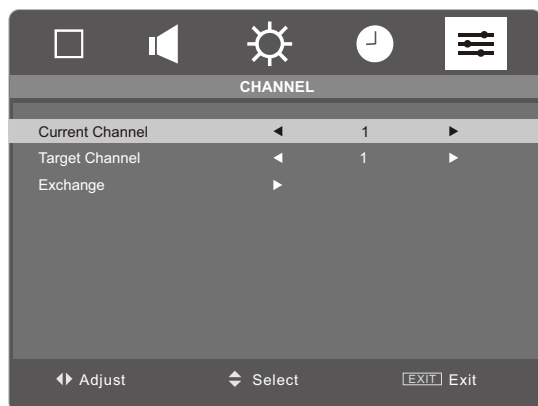 CHANNEL
Current Channel 1
Target Channel 1
Exchange
Adjust Select EXIT Exit